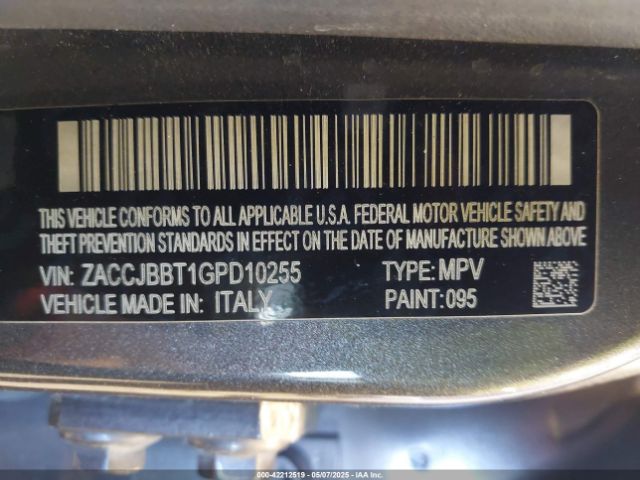 THIS VEHICLE CONFORMS TO ALL APPLICABLE U.S.A. FEDERAL MOTOR VEHICLE SAFETY AND
THEFT PREVENTION STANDARDS IN EFFECT ON THE DATE OF MANUFACTURE SHOWN ABOVE
VIN: ZACCJBBT1GPD10255 TYPE: MPV
VEHICLE MADE IN: ITALY PAINT: 095
000-42212519 - 05/07/2025 - IAA Inc.